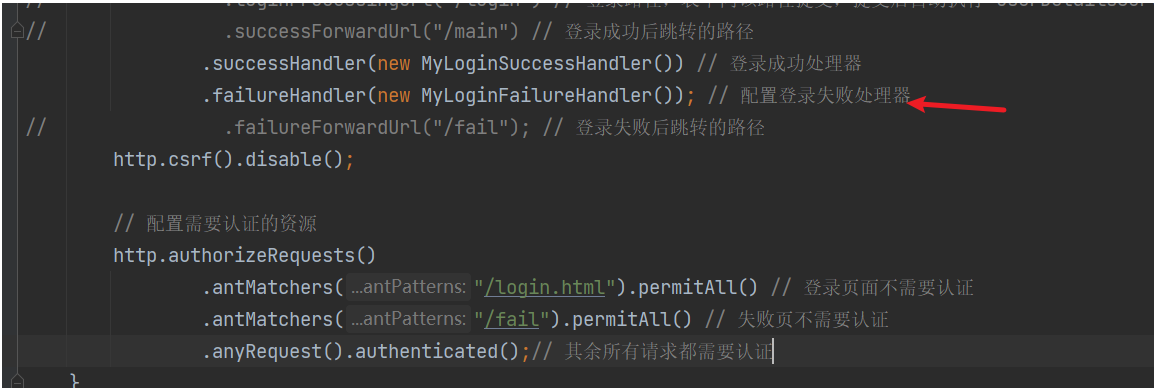 //                .successForwardUrl("/main") // 登录成功后跳转的路径
.successHandler(new MyLoginSuccessHandler()) // 登录成功处理器
.failureHandler(new MyLoginFailureHandler()); // 配置登录失败处理器
//                .failureForwardUrl("/fail"); // 登录失败后跳转的路径
http.csrf().disable();
// 配置需要认证的资源
http.authorizeRequests()
.antMatchers( ...antPatterns: "/login.html").permitAll() // 登录页面不需要认证
.antMatchers( ...antPatterns: "/fail").permitAll() // 失败页不需要认证
.anyRequest().authenticated();// 其余所有请求都需要认证
}